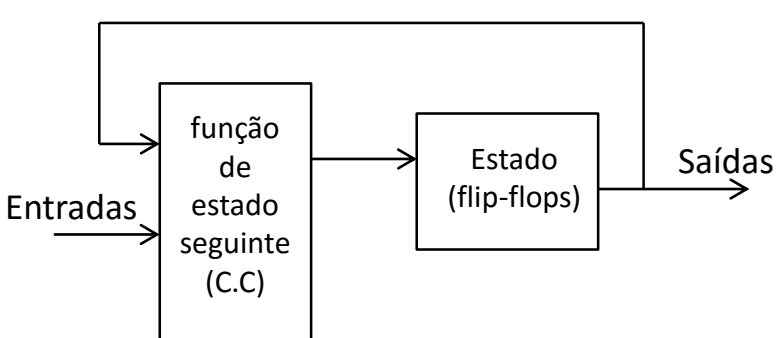 Entradas
função
de
estado
seguinte
(C.C)
Estado
(flip-flops)
Saídas